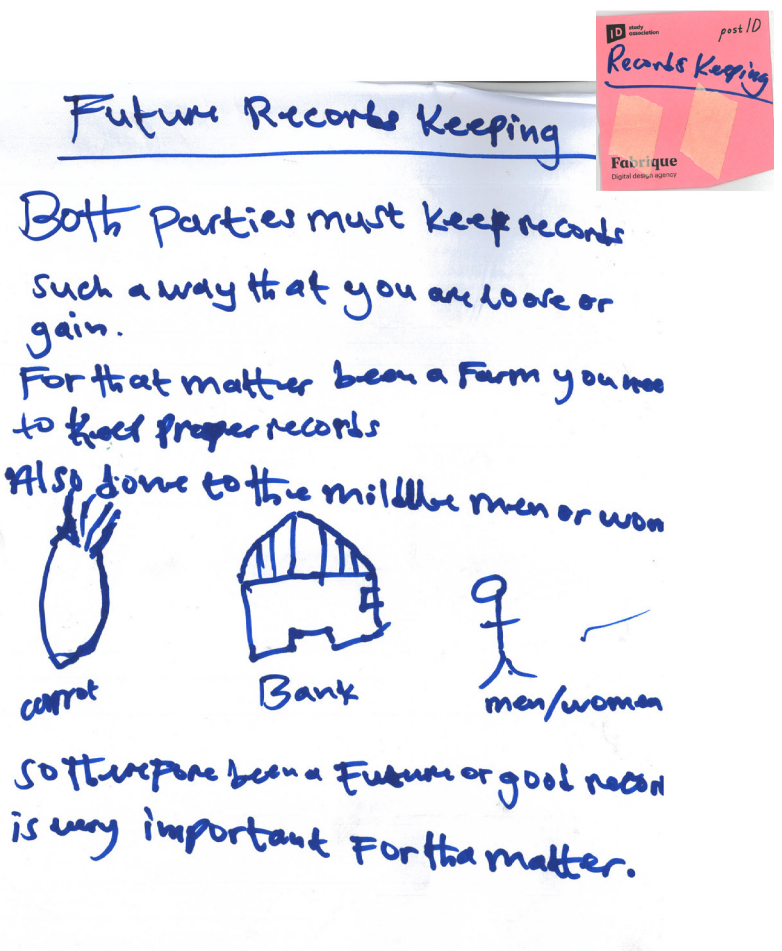 ID study association
post ID
Records Keeping
Fabrique
Digital design agency
Future Records Keeping
Both parties must keep records
such a way that you are loose or
gain.
For that matter been a Farm you nee
to keep proper records
Also done to the middle men or wom
carrot
Bank
men/women
so therefore been a Future or good recor
is very important For tha matter.